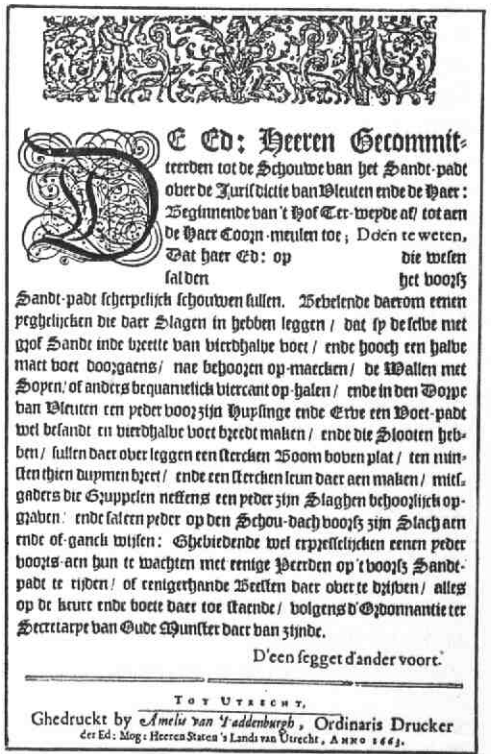 DE Ed: Heeren Gecommit-
teerden tot de Schouwe van het Sandt-padt
over de Jurisdictie van Vleuten ende de Haer:
Beginnende van 't Hof Ter-weyde af/ tot aen
de Haer Coorn-meulen toe; Doen te weten,
Dat haer Ed: op die wesen
sal den het voorsz
Sandt-padt scherpelijck schouwen sullen. Bevelende daerom eenen
yeghelijcken die daer Slagen in hebben leggen/ dat sy de selve met
grof Sande inde breette van vierdhalve voet/ ende hooch een halve
maet voet doorgaens/ nae behooren op-maecken/ de Wallen met
Sopen/ of anders bequamelick viercant op-halen/ ende in den Dorpe
van Vleuten een yeder voor zijn Huysinge ende Erve een Voet-padt
wel besandt en vierdhalve voet breedt maken/ ende die Slooten heb-
ben/ sullen daer over leggen een stercken Boom boven plat/ ten min-
sten thien duymen breet/ ende een stercken leun daer aen maken/ mits-
gaders die Gruppelen neffens een yeder zijn Slaghen behoorlijck op-
graven: ende sal een yeder op den Schou-dach voorsz zijn Slach aen
ende of-ganck wijsen: Ghebiedende wel expresselijcken eenen yeder
voorts-aen hun te wachten met eenige Peerden op 't voorsz Sandt-
padt te rijden/ of eenigerhande Beesten daer over te drijven/ alles
op de keure ende boete daer toe staende/ volgens d'Ordonnantie ter
Secretarye van Oude Munster daer van zijnde.
D'een segget d'ander voort.
TOT UTRECHT,
Ghedruckt by Amelis van Paddenburgh, Ordinaris Drucker
der Ed: Mog: Heeren Staten 's Lands van Utrecht, ANNO 1663.